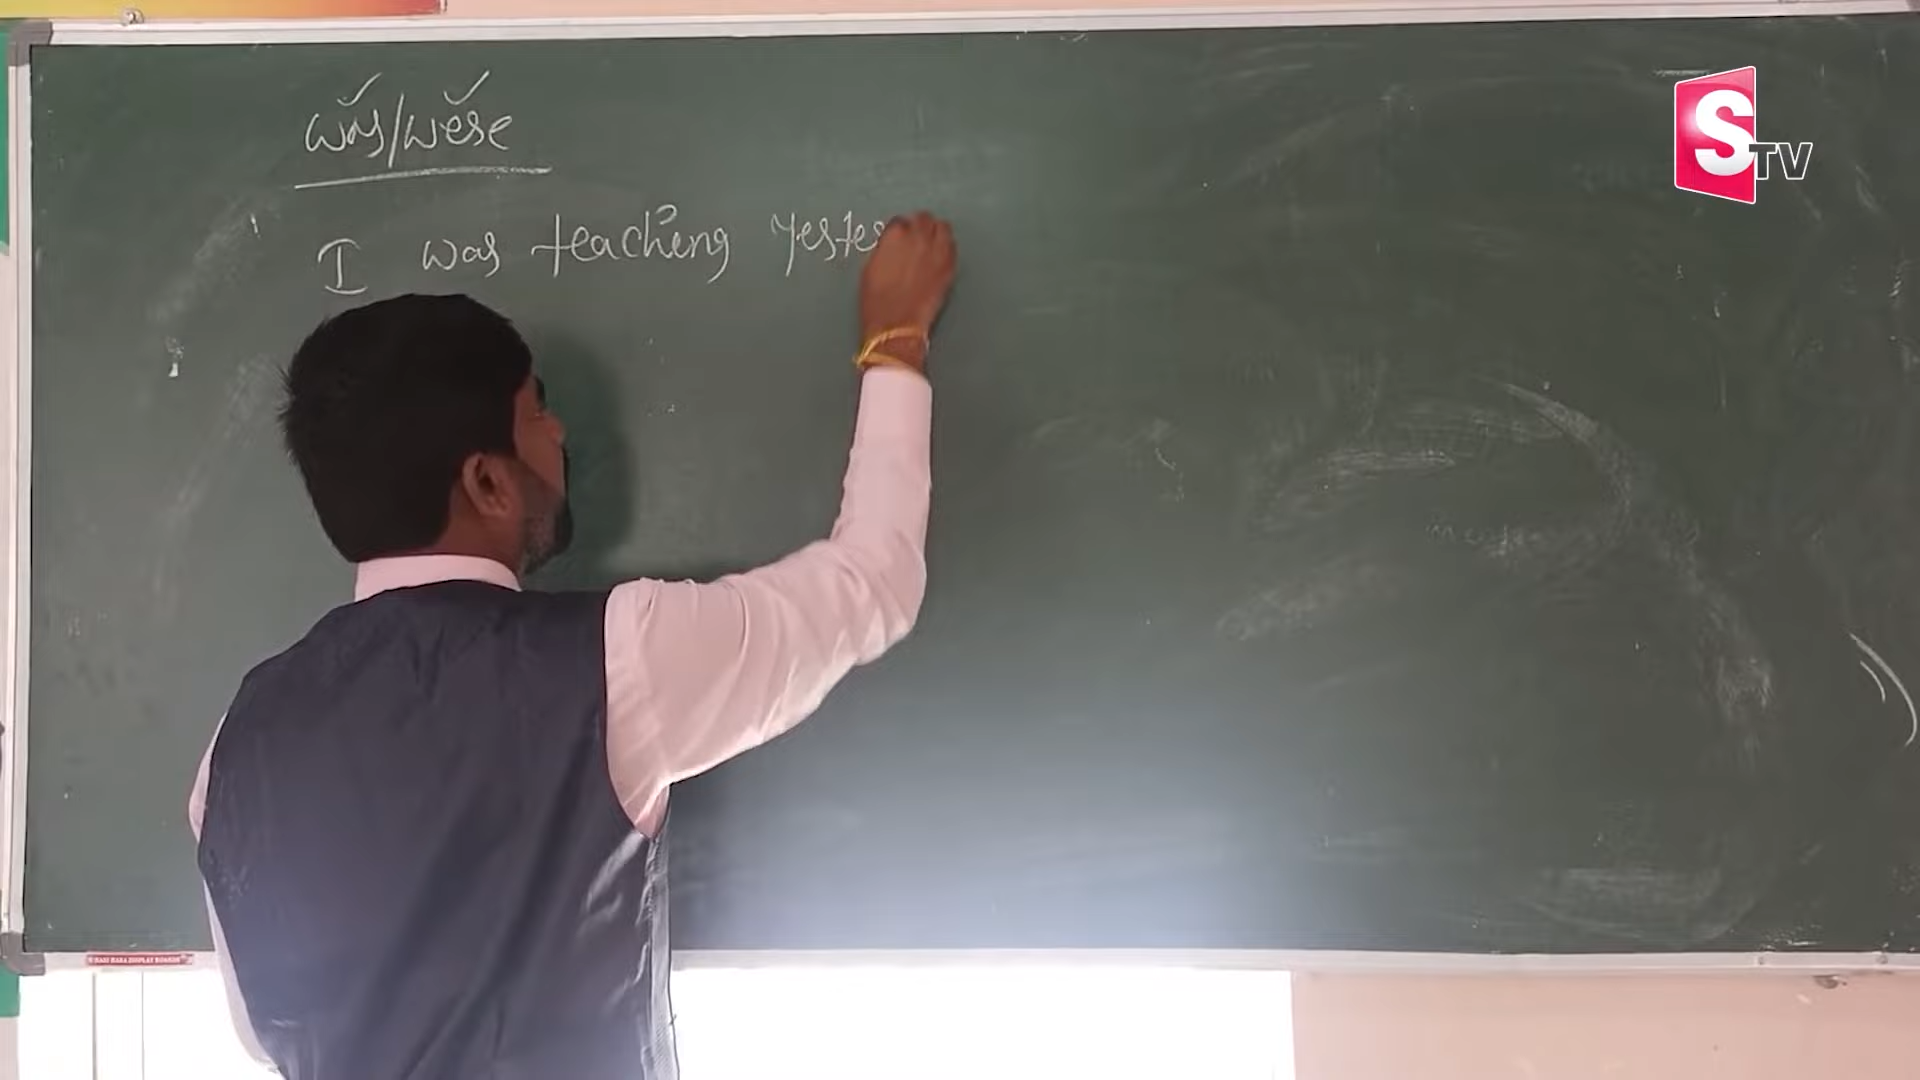 was/were
I was teaching yester
STV